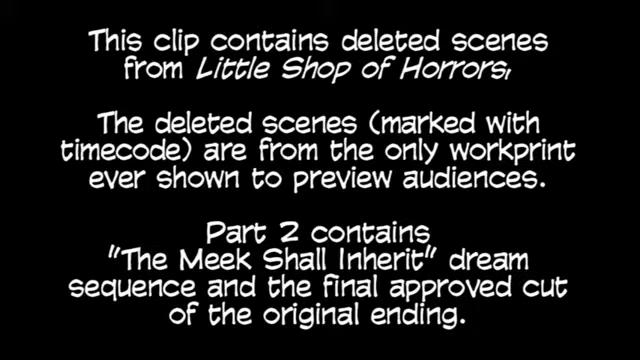 This clip contains deleted scenes
from Little Shop of Horrors,
The deleted scenes (marked with
timecode) are from the only workprint
ever shown to preview audiences.
Part 2 contains
"The Meek Shall Inherit" dream
sequence and the final approved cut
of the original ending.